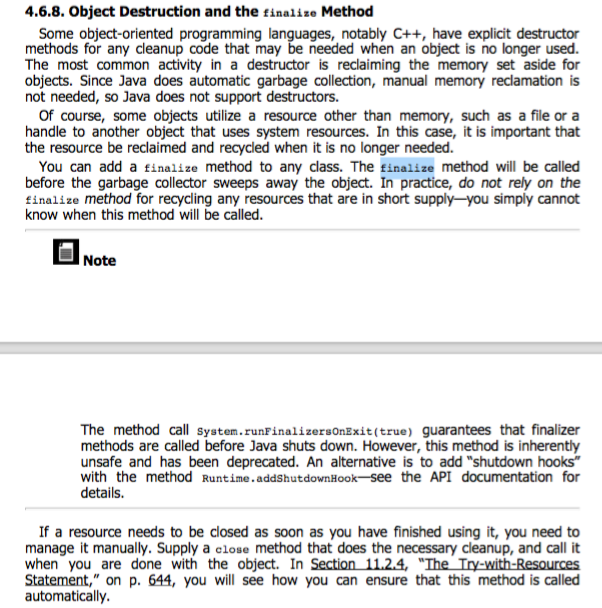 4.6.8. Object Destruction and the finalize Method
Some object-oriented programming languages, notably C++, have explicit destructor
methods for any cleanup code that may be needed when an object is no longer used.
The most common activity in a destructor is reclaiming the memory set aside for
objects. Since Java does automatic garbage collection, manual memory reclamation is
not needed, so Java does not support destructors.
Of course, some objects utilize a resource other than memory, such as a file or a
handle to another object that uses system resources. In this case, it is important that
the resource be reclaimed and recycled when it is no longer needed.
You can add a finalize method to any class. The finalize method will be called
before the garbage collector sweeps away the object. In practice, do not rely on the
finalize method for recycling any resources that are in short supply—you simply cannot
know when this method will be called.
Note
The method call System.runFinalizersOnExit(true) guarantees that finalizer
methods are called before Java shuts down. However, this method is inherently
unsafe and has been deprecated. An alternative is to add “shutdown hooks”
with the method Runtime.addShutdownHook—see the API documentation for
details.
If a resource needs to be closed as soon as you have finished using it, you need to
manage it manually. Supply a close method that does the necessary cleanup, and call it
when you are done with the object. In Section 11.2.4, “The Try-with-Resources
Statement,” on p. 644, you will see how you can ensure that this method is called
automatically.